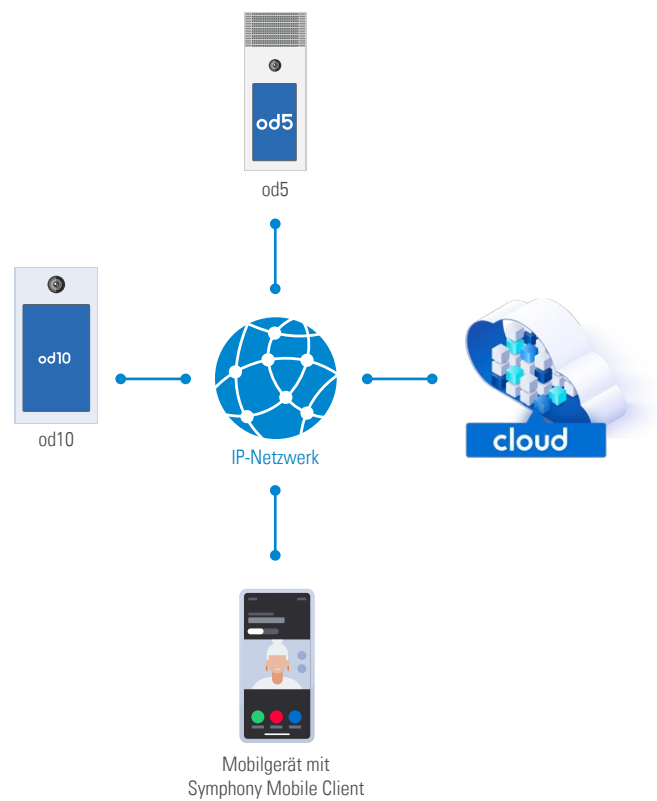 od5
od5
od10
od10
IP-Netzwerk
cloud
Mobilgerät mit
Symphony Mobile Client